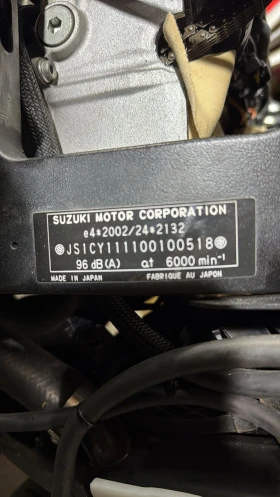 SUZUKI MOTOR CORPORATION
e4*2002/24*2132
JS1CY111100100518
96 dB(A) at 6000 min⁻¹
MADE IN JAPAN FABRIQUE AU JAPON